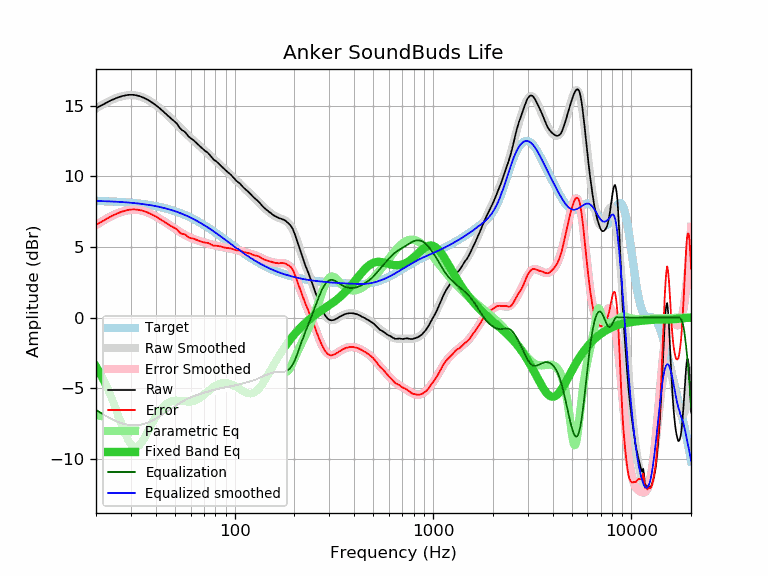 Anker SoundBuds Life
Amplitude (dBr)
15
10
5
0
−5
−10
Target
Raw Smoothed
Error Smoothed
Raw
Error
Parametric Eq
Fixed Band Eq
Equalization
Equalized smoothed
100
1000
10000
Frequency (Hz)